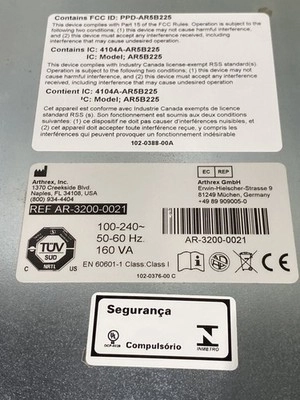 Contains FCC ID: PPD-AR5B225
This device complies with Part 15 of the FCC Rules. Operation
is subject to the following two conditions: (1) this device may
not cause harmful interference, and (2) this device must
accept any interference received, including interference
that may cause undesired operation
Contains IC: 4104A-AR5B225
IC: Model; AR5B225
This device complies with Industry Canada license-exempt RSS standard(s).
Operation is subject to the following two conditions: (1) this device may not
cause interference, and (2) this device must accept any interference,
including interference that may cause undesired operation of the device
Contient IC: 4104A-AR5B225
IC: Model; AR5B225
Cet appareil est conforme avec Industrie Canada exempts de licence
standard RSS (s). Son fonctionnement est soumis aux deux conditions
suivantes: (1) ce dispositif ne doit pas causer d'interférences nuisibles, et
(2) cet appareil doit accepter toute interférence, y compris les interférences
qui peuvent provoquer un fonctionnement indésirable
102-0388-00A
Arthrex, Inc.
1370 Creekside Blvd.
Naples, FL 34108, USA
(800) 934-4404
REF AR-3200-0021
EC REP
Arthrex GmbH
Erwin-Hielscher-Strasse 9
81249 München, Germany
+49 89 909005-0
100-240~
50-60 Hz
160 VA
AR-3200-0021
TÜV
SÜD
NRTL
C US
EN 60601-1 Class: Class I
102-0376-00 C
Segurança
Compulsório
INMETRO